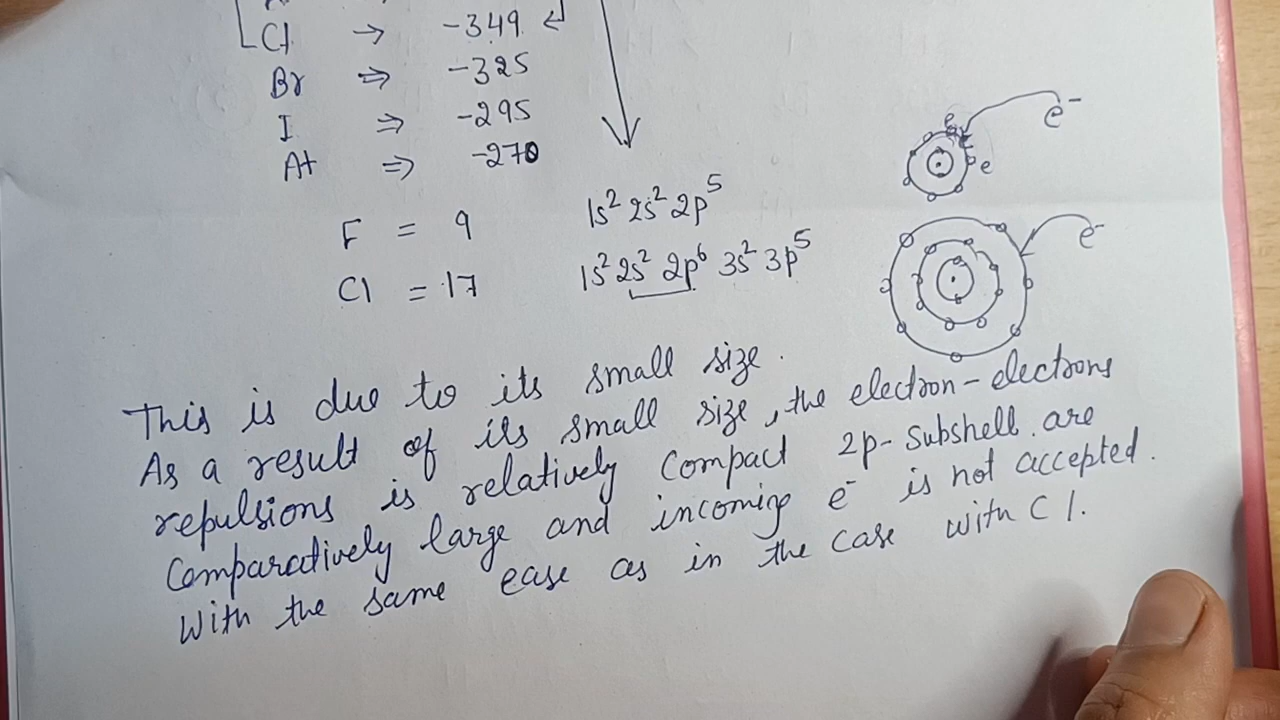 Cl → -349
Br ⇒ -325
I ⇒ -295
At ⇒ -270
F = 9 1s² 2s² 2p⁵
Cl = 17 1s² 2s² 2p⁶ 3s² 3p⁵
e e⁻
e
e⁻
This is due to its small size.
As a result of its small size, the electron-electrons
repulsions is relatively compact 2p-subshell are
Comparatively large and incoming e⁻ is not accepted.
With the same ease as in the case with Cl.